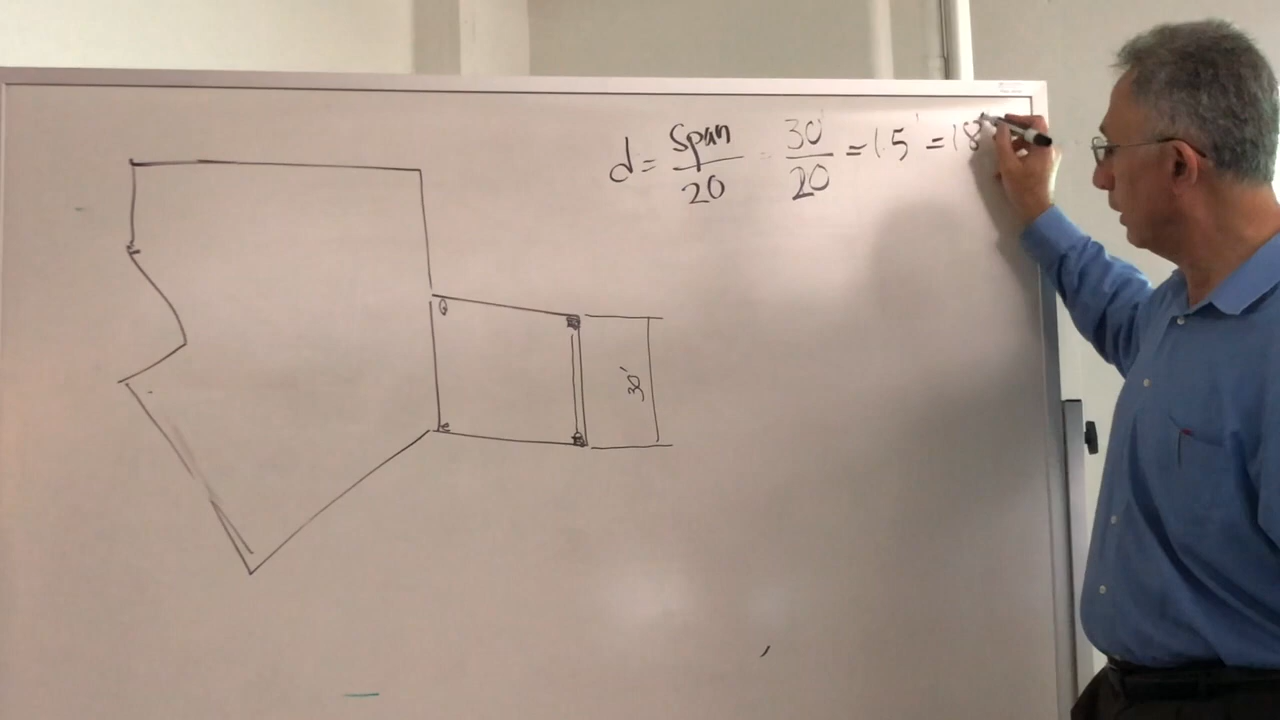 d = Span/20 - 30'/20 = 1.5' = 18"
30'